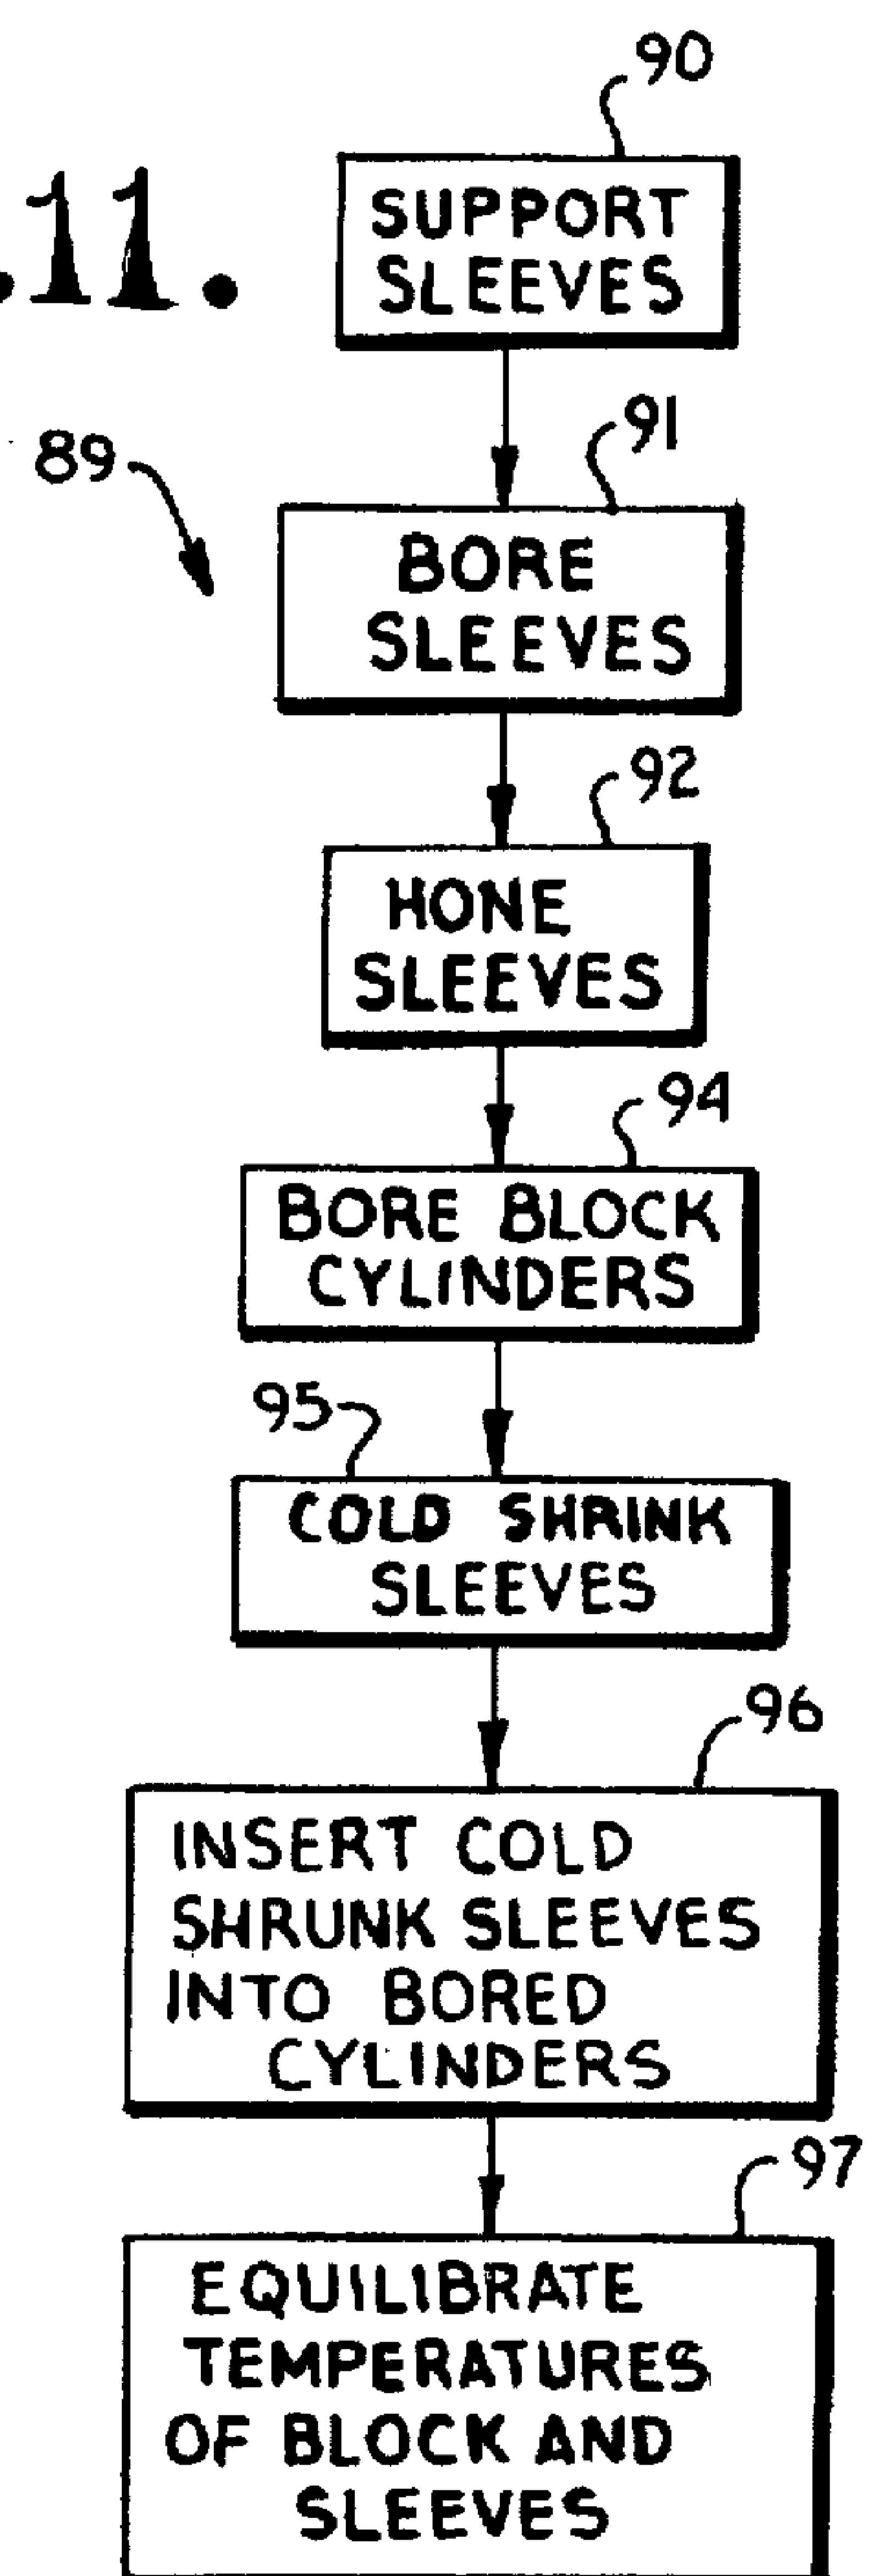 90
.11.
SUPPORT
SLEEVES
91
89
BORE
SLEEVES
92
HONE
SLEEVES
94
BORE BLOCK
CYLINDERS
95
COLD SHRINK
SLEEVES
96
INSERT COLD
SHRUNK SLEEVES
INTO BORED
CYLINDERS
97
EQUILIBRATE
TEMPERATURES
OF BLOCK AND
SLEEVES